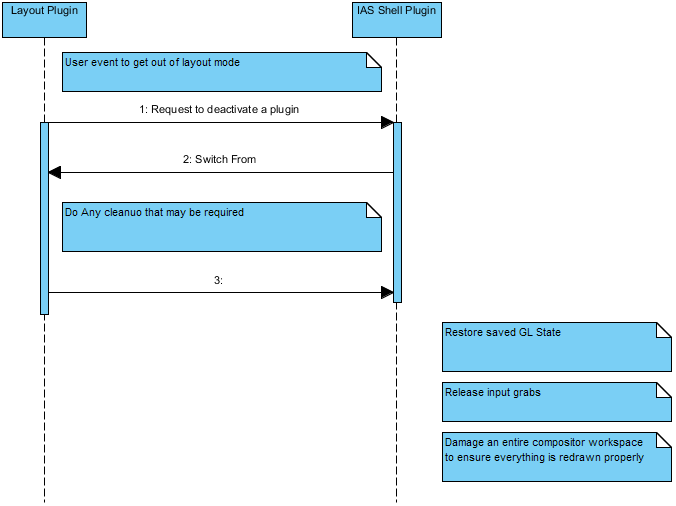 Layout Plugin
IAS Shell Plugin
User event to get out of layout mode
1: Request to deactivate a plugin
2: Switch From
Do Any cleanuo that may be required
3:
Restore saved GL State
Release input grabs
Damage an entire compositor workspace
to ensure everything is redrawn properly